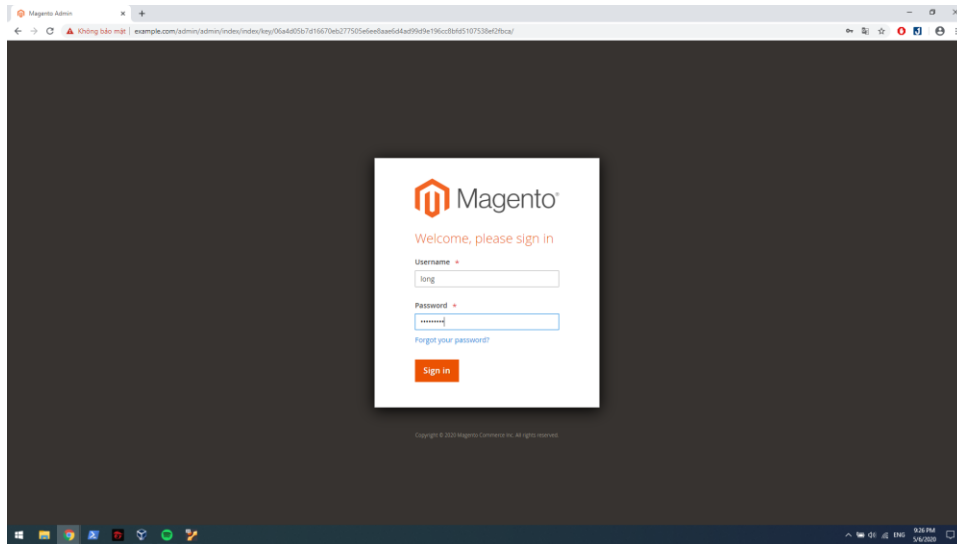 Magento Admin
Không bảo mật | example.com/admin/admin/index/index/key/06a4d05b7d16670eb277505e6ee8aae6d4ad99d9e196cc8bfd5107538ef2fbca/
Magento
Welcome, please sign in
Username *
long
Password *
Forgot your password?
Sign in
Copyright © 2020 Magento Commerce Inc. All rights reserved.
ENG
9:26 PM
5/6/2020